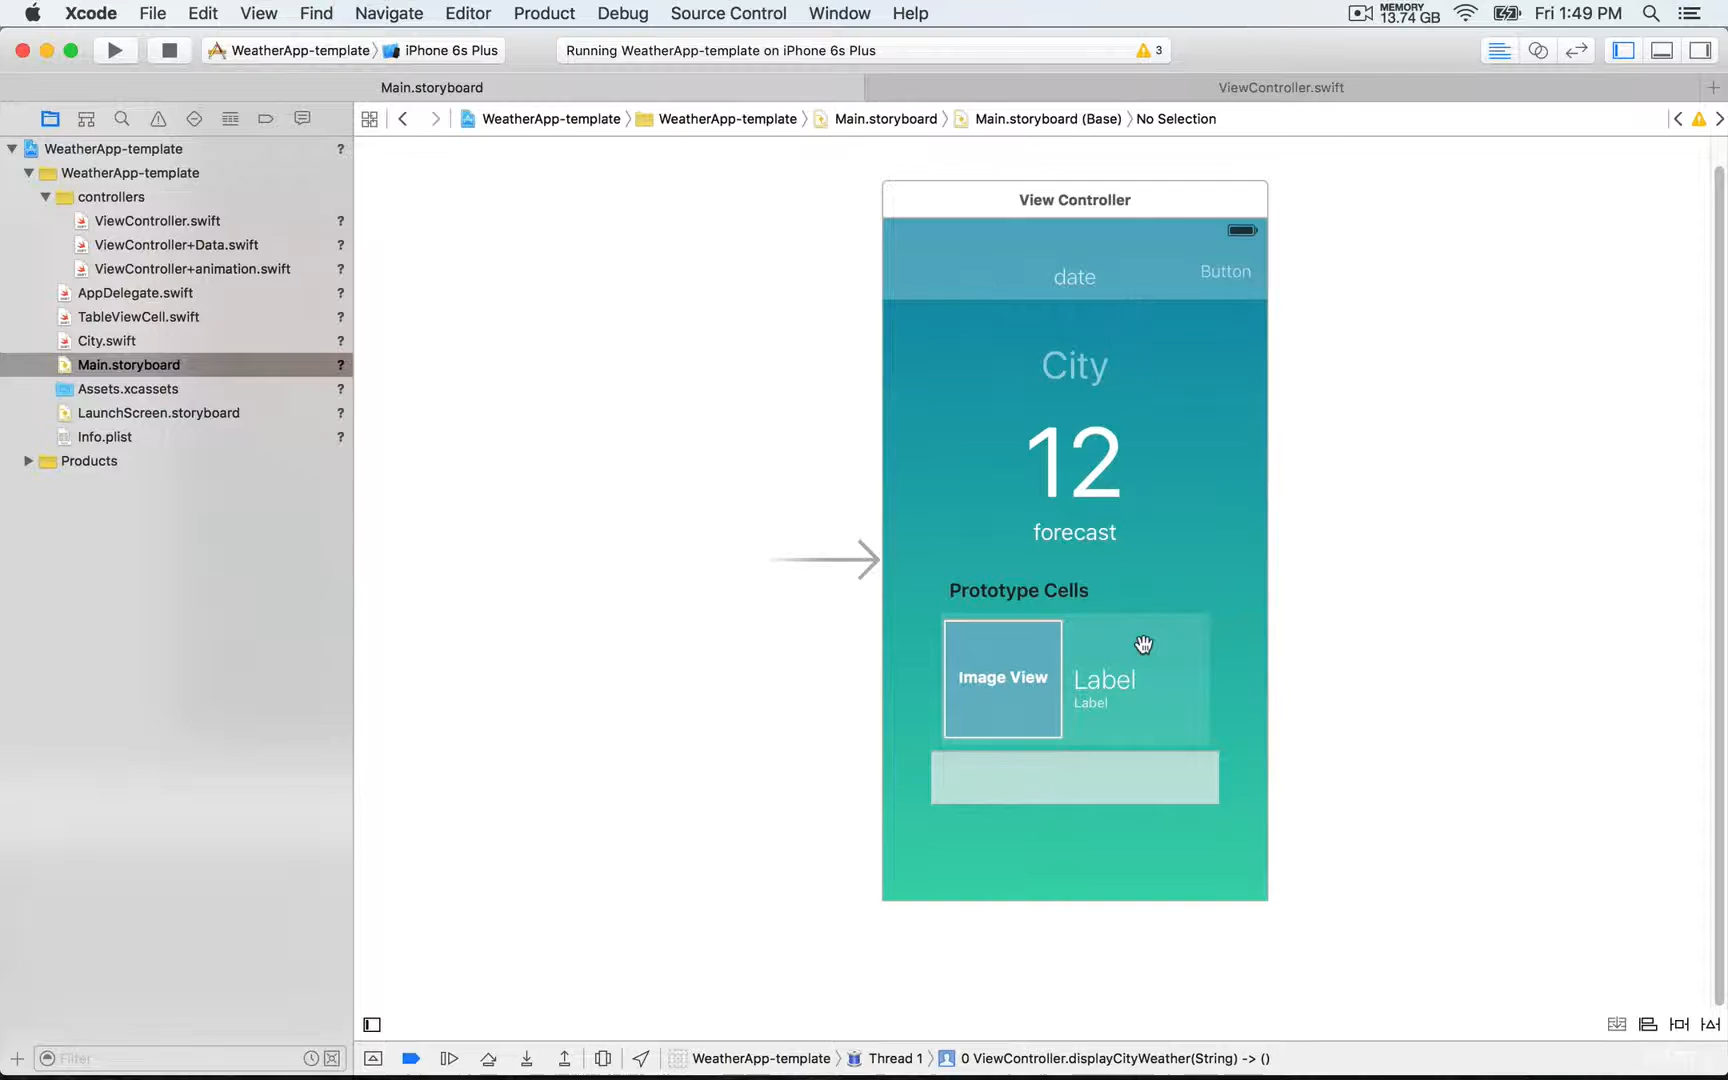 Xcode File Edit View Find Navigate Editor Product Debug Source Control Window Help MEMORY 13.74 GB Fri 1:49 PM
WeatherApp-template iPhone 6s Plus Running WeatherApp-template on iPhone 6s Plus 3
Main.storyboard ViewController.swift
WeatherApp-template WeatherApp-template Main.storyboard Main.storyboard (Base) No Selection
WeatherApp-template ?
WeatherApp-template
controllers
ViewController.swift ?
ViewController+Data.swift ?
ViewController+animation.swift ?
AppDelegate.swift ?
TableViewCell.swift ?
City.swift ?
Main.storyboard ?
Assets.xcassets ?
LaunchScreen.storyboard ?
Info.plist ?
Products
View Controller
date
Button
City
12
forecast
Prototype Cells
Image View
Label
Label
Filter
WeatherApp-template Thread 1 0 ViewController.displayCityWeather(String) -> ()